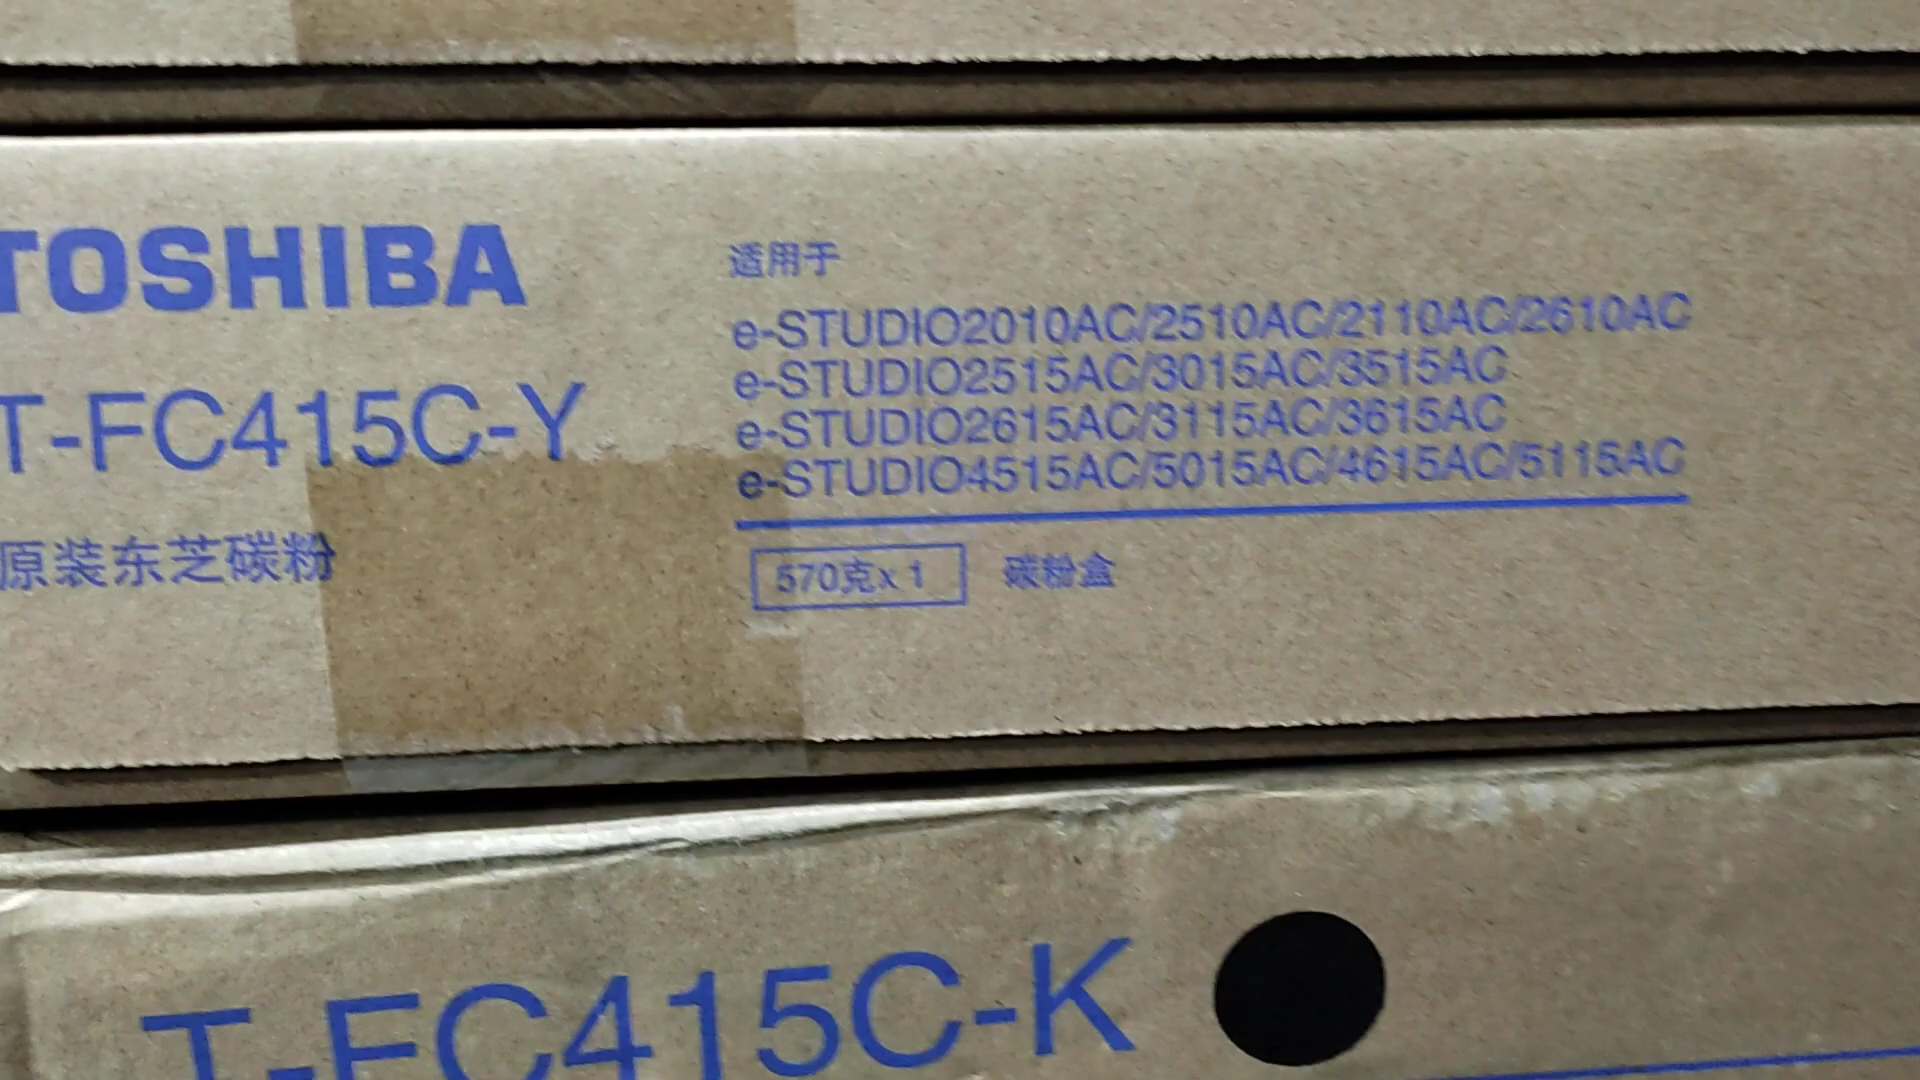 TOSHIBA
T-FC415C-Y
原装东芝碳粉
适用于
e-STUDIO2010AC/2510AC/2110AC/2610AC
e-STUDIO2515AC/3015AC/3515AC
e-STUDIO2615AC/3115AC/3615AC
e-STUDIO4515AC/5015AC/4615AC/5115AC
570克x1
碳粉盒
T-FC415C-K